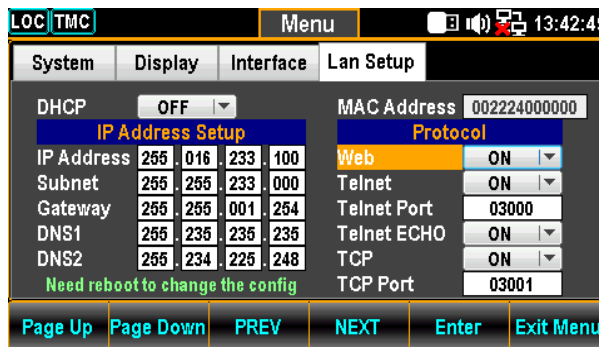 LOC TMC Menu 13:42:4
System Display Interface Lan Setup
DHCP OFF MAC Address 002224000000
IP Address Setup Protocol
IP Address 255 . 016 . 233 . 100 Web ON
Subnet 255 . 255 . 233 . 000 Telnet ON
Gateway 255 . 255 . 001 . 254 Telnet Port 03000
DNS1 255 . 235 . 235 . 235 Telnet ECHO ON
DNS2 255 . 234 . 225 . 248 TCP ON
Need reboot to change the config TCP Port 03001
Page Up Page Down PREV NEXT Enter Exit Menu